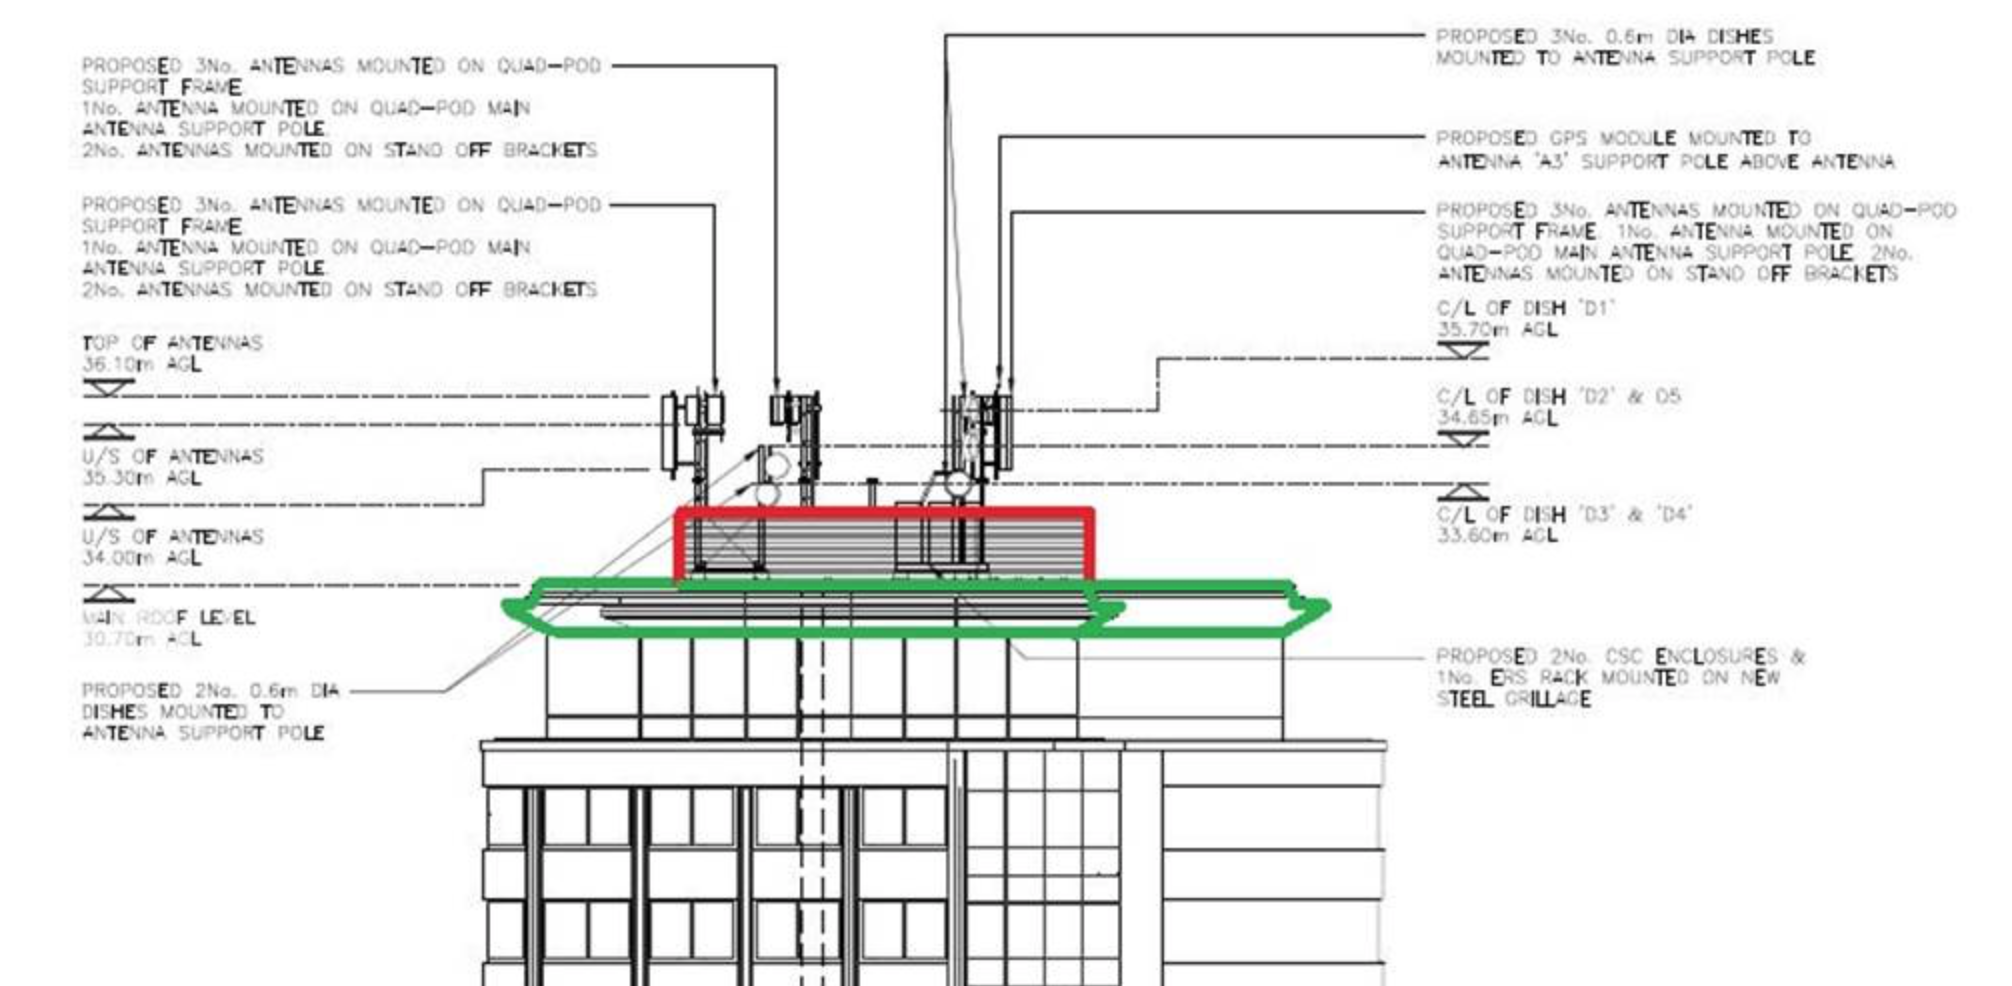 PROPOSED 3No. ANTENNAS MOUNTED ON QUAD-POD
SUPPORT FRAME
1No. ANTENNA MOUNTED ON QUAD-POD MAIN
ANTENNA SUPPORT POLE.
2No. ANTENNAS MOUNTED ON STAND OFF BRACKETS
PROPOSED 3No. ANTENNAS MOUNTED ON QUAD-POD
SUPPORT FRAME
1No. ANTENNA MOUNTED ON QUAD-POD MAIN
ANTENNA SUPPORT POLE.
2No. ANTENNAS MOUNTED ON STAND OFF BRACKETS
TOP OF ANTENNAS
36.10m AGL
U/S OF ANTENNAS
35.30m AGL
U/S OF ANTENNAS
34.00m AGL
MAIN ROOF LEVEL
30.70m AGL
PROPOSED 2No. 0.6m DIA
DISHES MOUNTED TO
ANTENNA SUPPORT POLE
PROPOSED 3No. 0.6m DIA DISHES
MOUNTED TO ANTENNA SUPPORT POLE
PROPOSED GPS MODULE MOUNTED TO
ANTENNA 'A3' SUPPORT POLE ABOVE ANTENNA
PROPOSED 3No. ANTENNAS MOUNTED ON QUAD-POD
SUPPORT FRAME. 1No. ANTENNA MOUNTED ON
QUAD-POD MAIN ANTENNA SUPPORT POLE. 2No.
ANTENNAS MOUNTED ON STAND OFF BRACKETS
C/L OF DISH 'D1'
35.70m AGL
C/L OF DISH 'D2' & D5
34.65m AGL
C/L OF DISH 'D3' & 'D4'
33.60m AGL
PROPOSED 2No. CSC ENCLOSURES &
1No. ERS RACK MOUNTED ON NEW
STEEL GRILLAGE